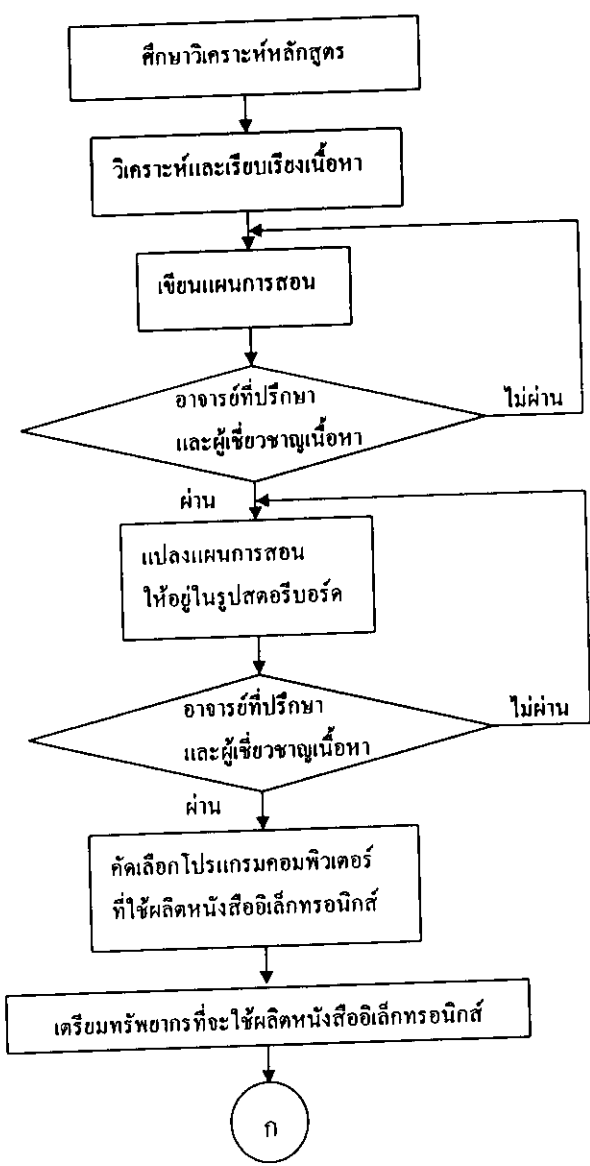 ศึกษาวิเคราะห์หลักสูตร
วิเคราะห์และเรียบเรียงเนื้อหา
เขียนแผนการสอน
อาจารย์ที่ปรึกษา
และผู้เชี่ยวชาญเนื้อหา
ไม่ผ่าน
ผ่าน
แปลงแผนการสอน
ให้อยู่ในรูปสตอรีบอร์ด
อาจารย์ที่ปรึกษา
และผู้เชี่ยวชาญเนื้อหา
ไม่ผ่าน
ผ่าน
คัดเลือกโปรแกรมคอมพิวเตอร์
ที่ใช้ผลิตหนังสืออิเล็กทรอนิกส์
เตรียมทรัพยากรที่จะใช้ผลิตหนังสืออิเล็กทรอนิกส์
ก